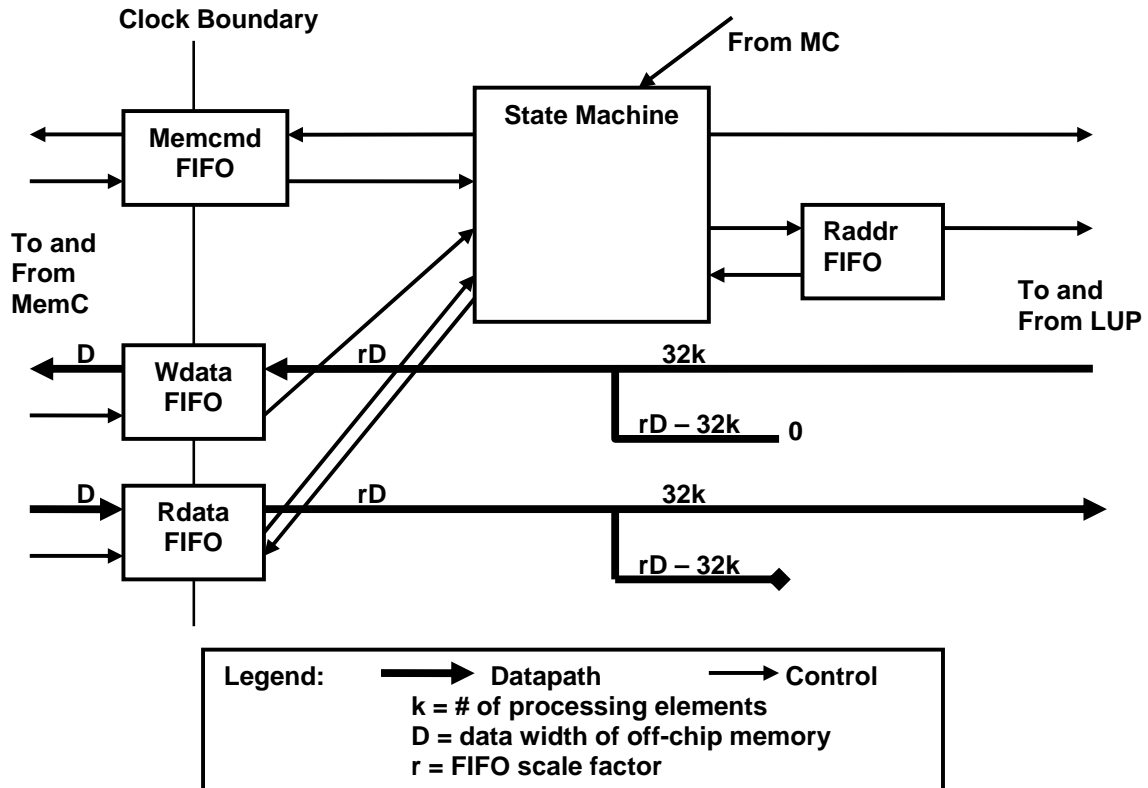 Clock Boundary
From MC
State Machine
Memcmd
FIFO
Raddr
FIFO
To and
From
MemC
To and
From LUP
D
Wdata
FIFO
rD
32k
rD – 32k
0
D
Rdata
FIFO
rD
32k
rD – 32k
Legend:
Datapath
Control
k = # of processing elements
D = data width of off-chip memory
r = FIFO scale factor